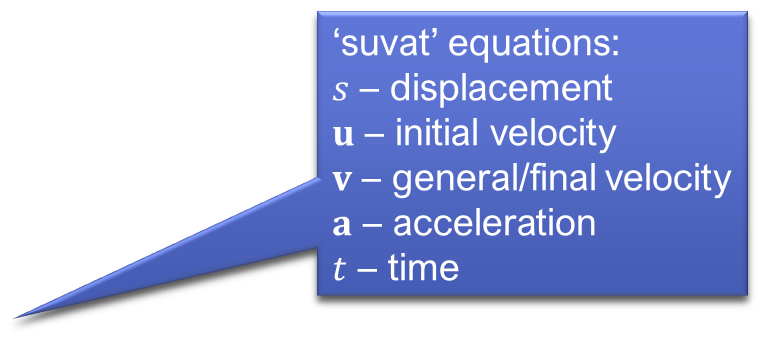 ‘suvat’ equations:
s – displacement
u – initial velocity
v – general/final velocity
a – acceleration
t – time